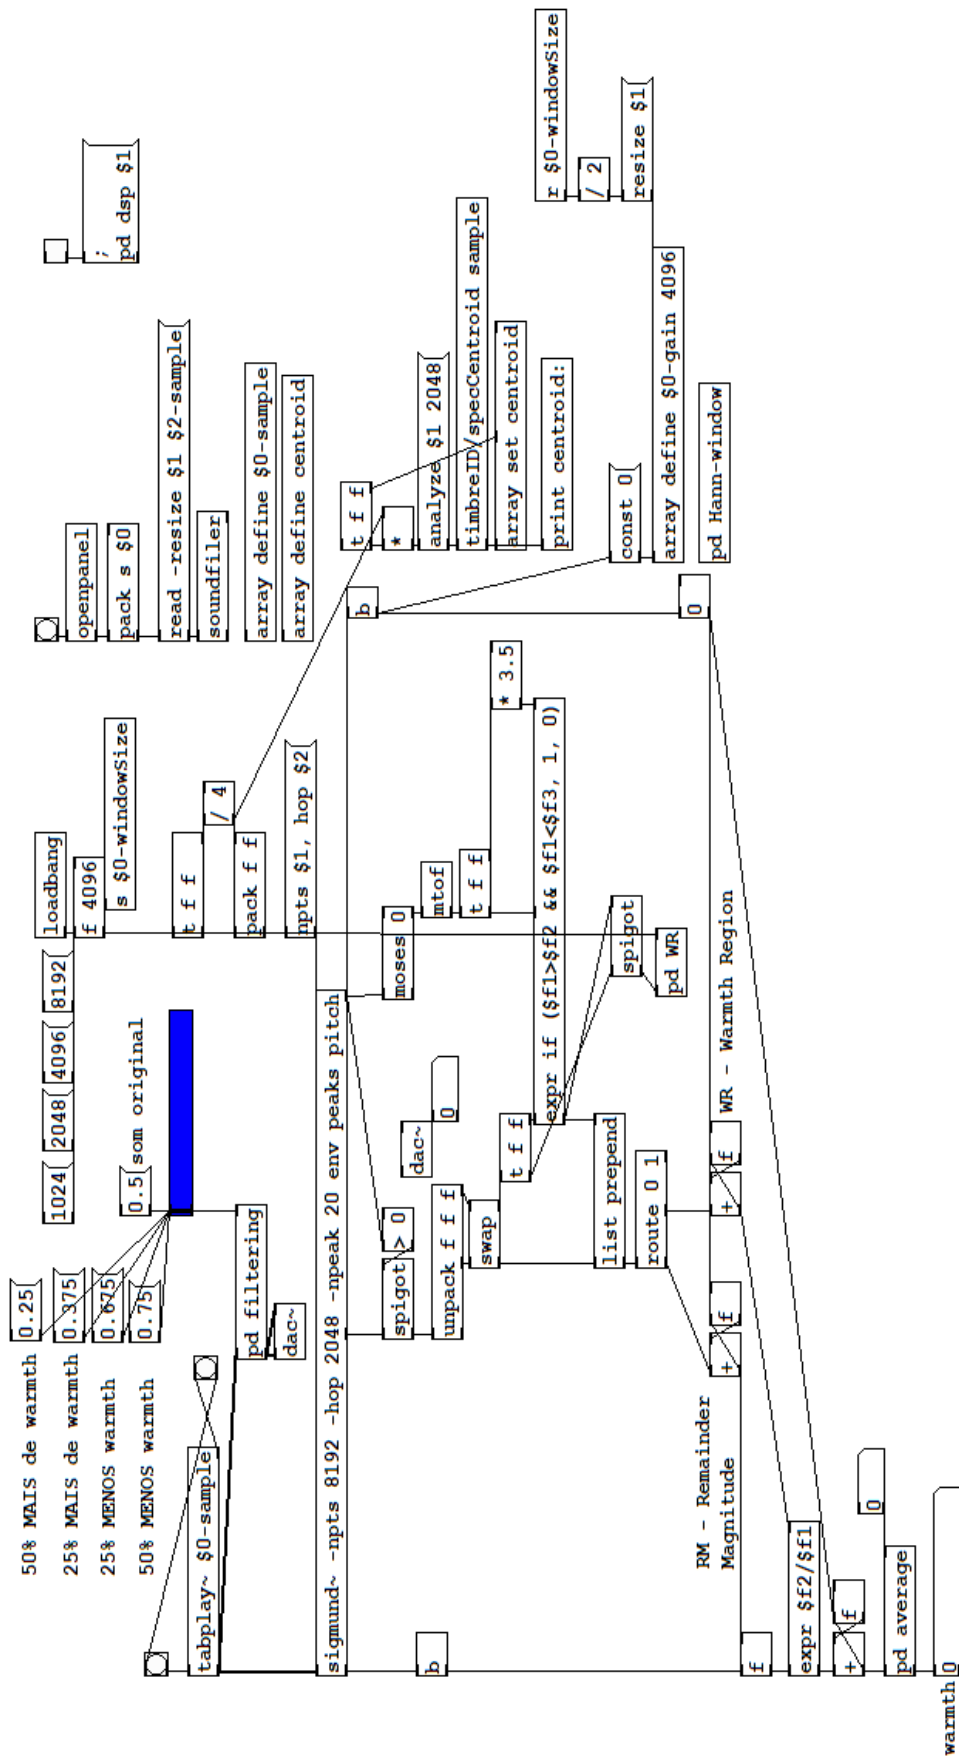 50% MAIS de warmth
0.25
25% MAIS de warmth
0.375
25% MENOS warmth
0.675
50% MENOS warmth
0.75
0.5
som original
1024
2048
4096
8192
loadbang
f 4096
s $0-windowSize
openpanel
pack s $0
read -resize $1 $2-sample
soundfiler
array define $0-sample
array define centroid
;
pd dsp $1
tabplay~ $0-sample
pd filtering
dac~
t f f
/ 4
pack f f
npts $1, hop $2
sigmund~ -npts 8192 -hop 2048 -npeak 20 env peaks pitch
b
t f f
*
analyze $1 2048
timbreID/specCentroid sample
array set centroid
print centroid:
spigot
> 0
dac~
0
moses 0
mtof
t f f
* 3.5
b
unpack f f f
swap
t f f
expr if ($f1>$f2 && $f1<$f3, 1, 0)
list prepend
route 0 1
spigot
pd WR
r $0-windowSize
/ 2
resize $1
const 0
array define $0-gain 4096
pd Hann-window
0
RM - Remainder
Magnitude
+
f
+
f
WR - Warmth Region
f
expr $f2/$f1
+
f
0
pd average
warmth
0